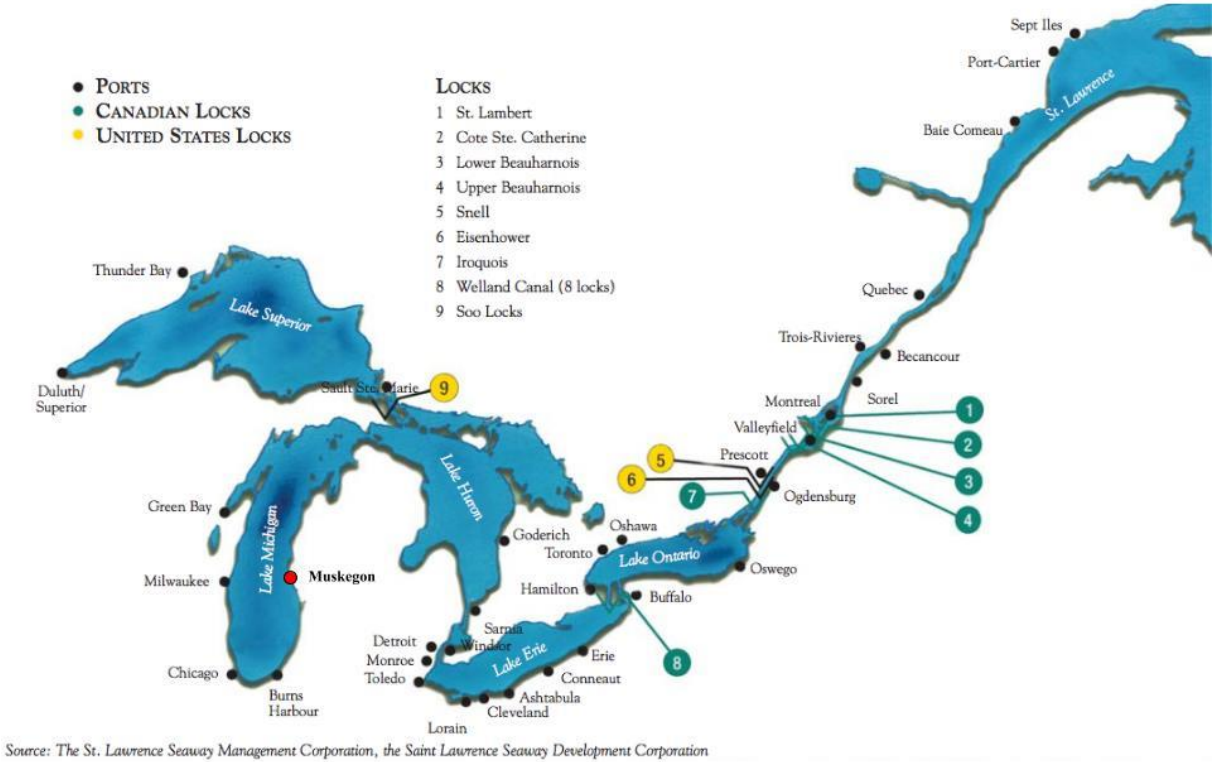 PORTS
CANADIAN LOCKS
UNITED STATES LOCKS
LOCKS
1 St. Lambert
2 Cote Ste. Catherine
3 Lower Beauharnois
4 Upper Beauharnois
5 Snell
6 Eisenhower
7 Iroquois
8 Welland Canal (8 locks)
9 Soo Locks
Sept Iles
Port-Cartier
St. Lawrence
Baie Comeau
Thunder Bay
Lake Superior
Quebec
Trois-Rivieres
Becancour
Duluth/
Superior
Sault Ste. Marie
9
Sorel
Montreal
1
Valleyfield
2
Prescott
5
3
6
7
Ogdensburg
4
Green Bay
Lake Michigan
Lake Huron
Goderich
Oshawa
Toronto
Lake Ontario
Oswego
Milwaukee
Muskegon
Hamilton
Buffalo
Sarnia
Detroit
Windsor
Monroe
Lake Erie
Erie
8
Chicago
Toledo
Conneaut
Burns
Harbour
Ashtabula
Cleveland
Lorain
Source: The St. Lawrence Seaway Management Corporation, the Saint Lawrence Seaway Development Corporation